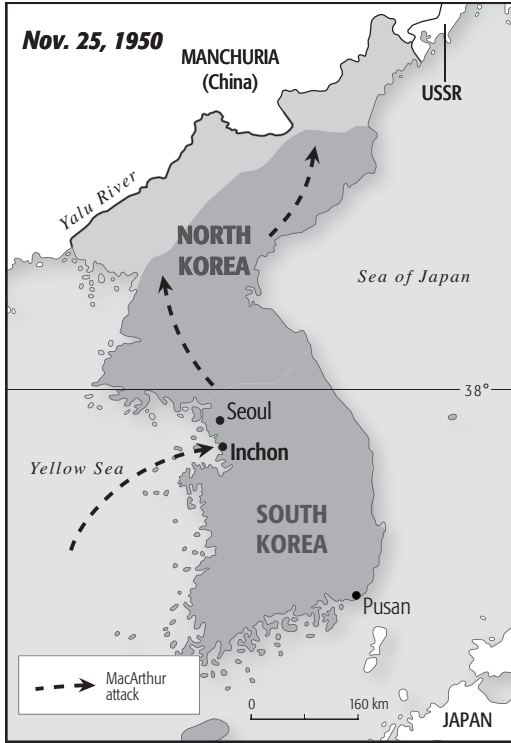 Nov. 25, 1950
MANCHURIA
(China)
USSR
Yalu River
NORTH
KOREA
Sea of Japan
38°
Seoul
Inchon
Yellow Sea
SOUTH
KOREA
Pusan
MacArthur
attack
0 160 km
JAPAN